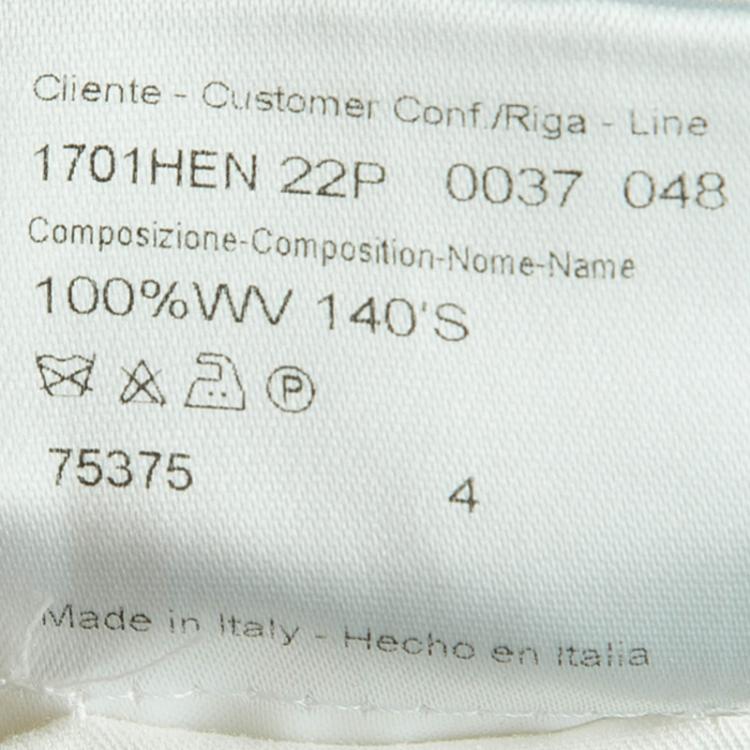 Cliente - Customer Conf./Riga - Line
1701HEN 22P 0037 048
Composizione-Composition-Nome-Name
100%WV 140'S
P
75375 4
Made in Italy - Hecho en Italia